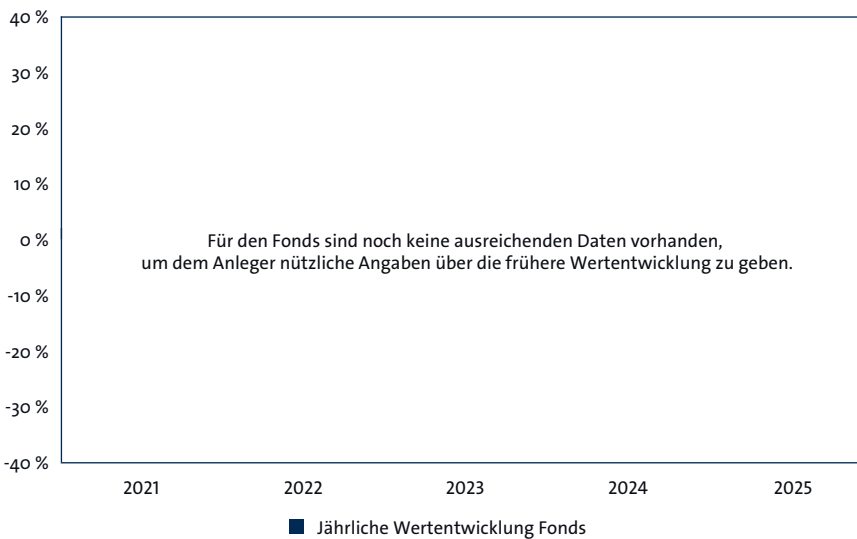 40 %
30 %
20 %
10 %
0 %
-10 %
-20 %
-30 %
-40 %
Für den Fonds sind noch keine ausreichenden Daten vorhanden,
um dem Anleger nützliche Angaben über die frühere Wertentwicklung zu geben.
2021 2022 2023 2024 2025
Jährliche Wertentwicklung Fonds